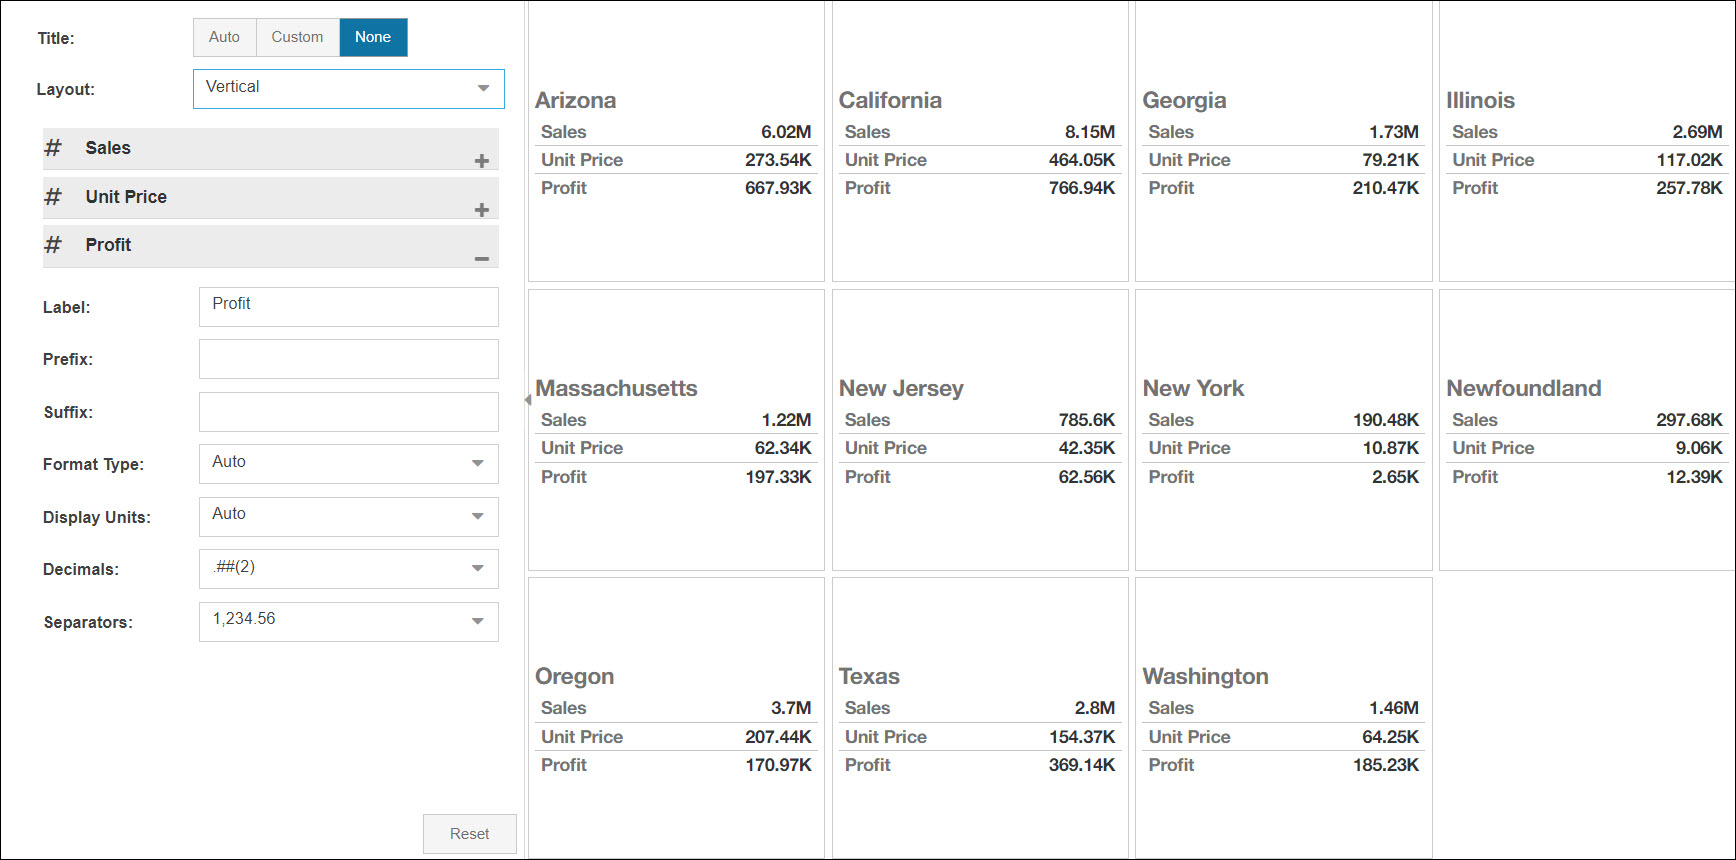 Title: Auto Custom None
Layout: Vertical
# Sales +
# Unit Price +
# Profit −
Label: Profit
Prefix:
Suffix:
Format Type: Auto
Display Units: Auto
Decimals: .##(2)
Separators: 1,234.56
Reset
Arizona
Sales 6.02M
Unit Price 273.54K
Profit 667.93K
California
Sales 8.15M
Unit Price 464.05K
Profit 766.94K
Georgia
Sales 1.73M
Unit Price 79.21K
Profit 210.47K
Illinois
Sales 2.69M
Unit Price 117.02K
Profit 257.78K
Massachusetts
Sales 1.22M
Unit Price 62.34K
Profit 197.33K
New Jersey
Sales 785.6K
Unit Price 42.35K
Profit 62.56K
New York
Sales 190.48K
Unit Price 10.87K
Profit 2.65K
Newfoundland
Sales 297.68K
Unit Price 9.06K
Profit 12.39K
Oregon
Sales 3.7M
Unit Price 207.44K
Profit 170.97K
Texas
Sales 2.8M
Unit Price 154.37K
Profit 369.14K
Washington
Sales 1.46M
Unit Price 64.25K
Profit 185.23K